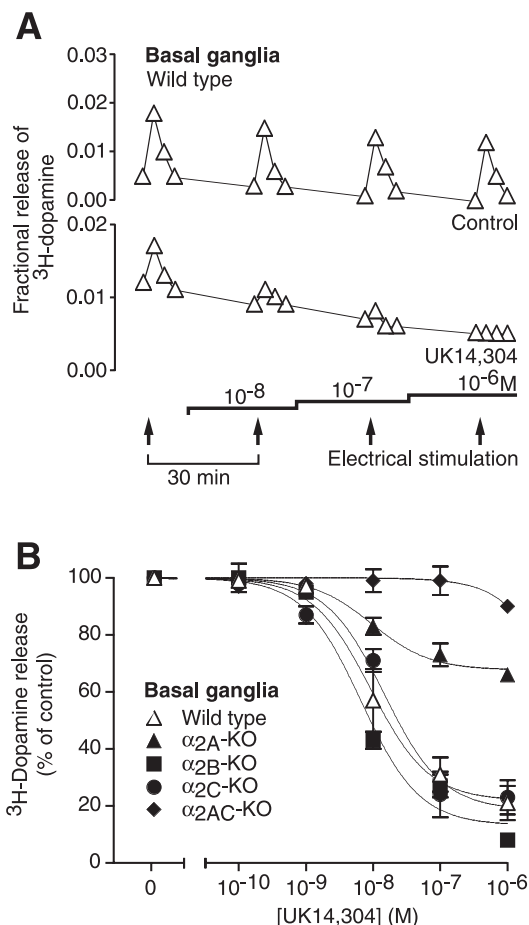 A
Basal ganglia
Wild type
0.03
0.02
0.01
0.00
Control
0.02
0.01
0.00
Fractional release of
³H-dopamine
UK14,304
10⁻⁸
10⁻⁷
10⁻⁶M
Electrical stimulation
30 min
B
100
80
60
40
20
0
³H-Dopamine release
(% of control)
Basal ganglia
Wild type
α2A-KO
α2B-KO
α2C-KO
α2AC-KO
0
10⁻¹⁰
10⁻⁹
10⁻⁸
10⁻⁷
10⁻⁶
[UK14,304] (M)